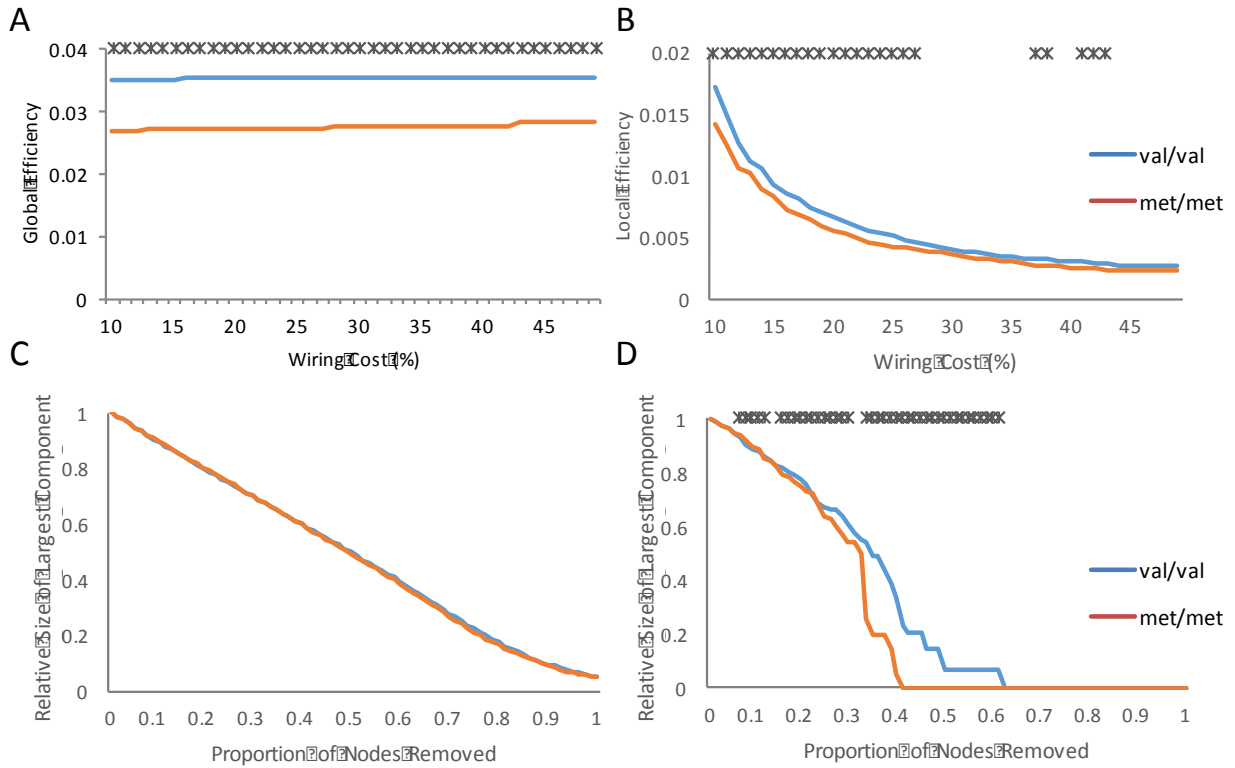 A
0.04
0.03
0.02
0.01
0
Global Efficiency
10 15 20 25 30 35 40 45
Wiring Cost (%)
B
0.02
0.015
0.01
0.005
0
Local Efficiency
10 15 20 25 30 35 40 45
Wiring Cost (%)
val/val
met/met
C
1
0.8
0.6
0.4
0.2
0
Relative Size of Largest Component
0 0.1 0.2 0.3 0.4 0.5 0.6 0.7 0.8 0.9 1
Proportion of Nodes Removed
D
1
0.8
0.6
0.4
0.2
0
Relative Size of Largest Component
0 0.1 0.2 0.3 0.4 0.5 0.6 0.7 0.8 0.9 1
Proportion of Nodes Removed
val/val
met/met